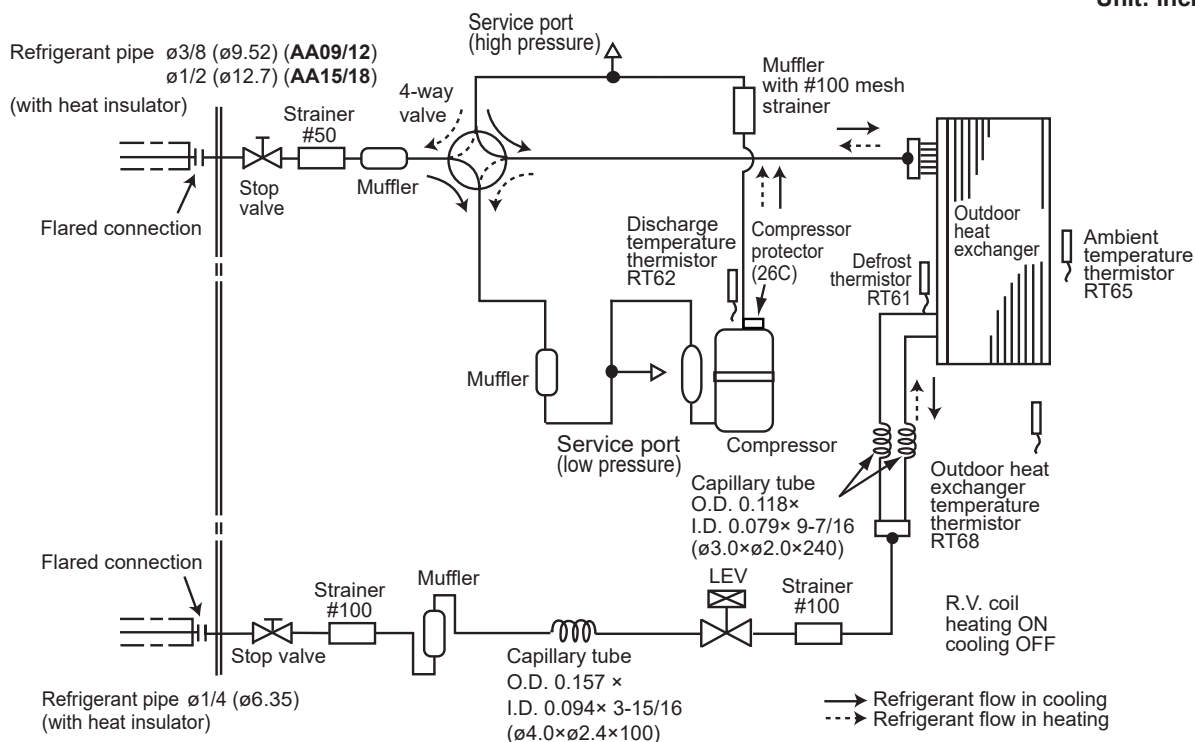 Unit: inch
Refrigerant pipe ø3/8 (ø9.52) (AA09/12)
ø1/2 (ø12.7) (AA15/18)
(with heat insulator)
Service port
(high pressure)
4-way
valve
Muffler
with #100 mesh
strainer
Strainer
#50
Stop
valve
Muffler
Flared connection
Discharge
temperature
thermistor
RT62
Compressor
protector
(26C)
Outdoor
heat
exchanger
Defrost
thermistor
RT61
Ambient
temperature
thermistor
RT65
Muffler
Service port
(low pressure)
Compressor
Capillary tube
O.D. 0.118×
I.D. 0.079× 9-7/16
(ø3.0×ø2.0×240)
Outdoor heat
exchanger
temperature
thermistor
RT68
Flared connection
Strainer
#100
Muffler
LEV
Strainer
#100
R.V. coil
heating ON
cooling OFF
Stop valve
Capillary tube
O.D. 0.157 ×
I.D. 0.094× 3-15/16
(ø4.0×ø2.4×100)
Refrigerant pipe ø1/4 (ø6.35)
(with heat insulator)
Refrigerant flow in cooling
Refrigerant flow in heating